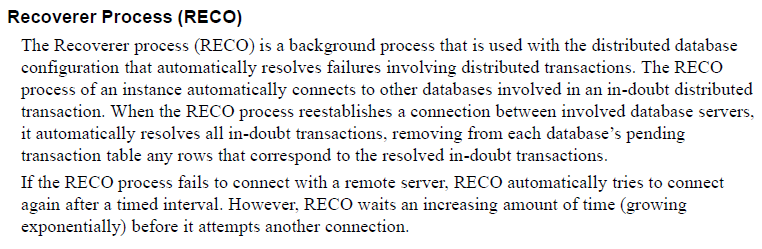 Recoverer Process (RECO)
The Recoverer process (RECO) is a background process that is used with the distributed database
configuration that automatically resolves failures involving distributed transactions. The RECO
process of an instance automatically connects to other databases involved in an in-doubt distributed
transaction. When the RECO process reestablishes a connection between involved database servers,
it automatically resolves all in-doubt transactions, removing from each database’s pending
transaction table any rows that correspond to the resolved in-doubt transactions.
If the RECO process fails to connect with a remote server, RECO automatically tries to connect
again after a timed interval. However, RECO waits an increasing amount of time (growing
exponentially) before it attempts another connection.